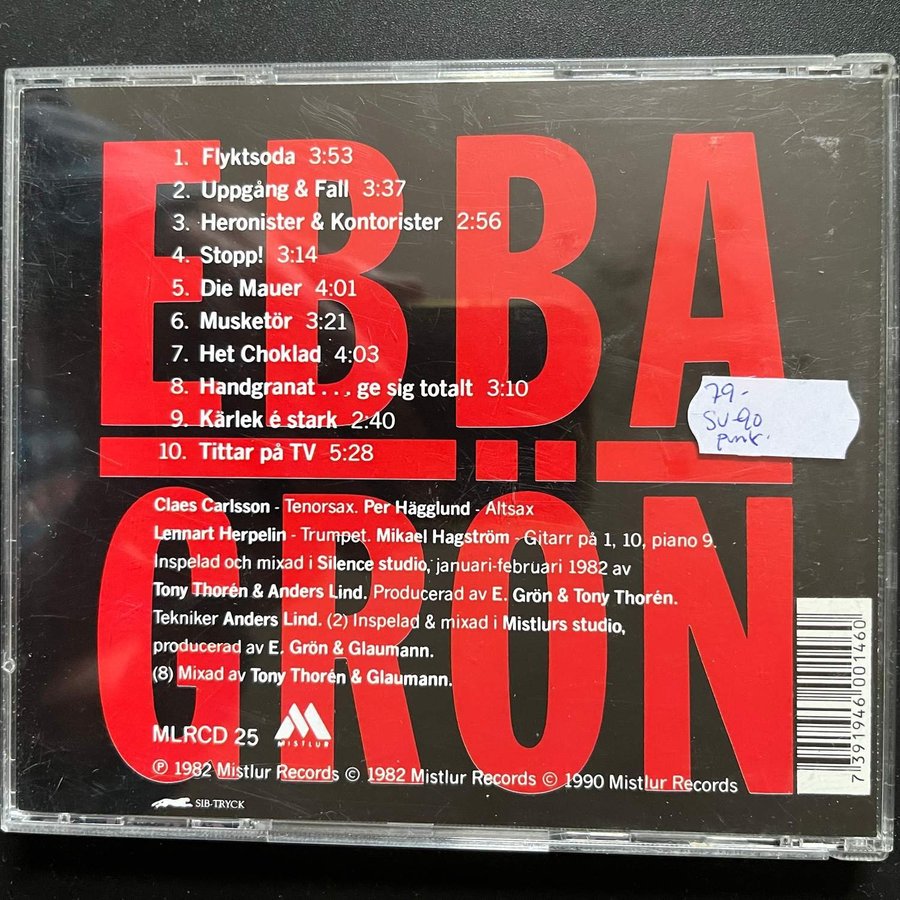 EBBA
GRÖN
1. Flyktsoda 3:53
2. Uppgång & Fall 3:37
3. Heronister & Kontorister 2:56
4. Stopp! 3:14
5. Die Mauer 4:01
6. Musketör 3:21
7. Het Choklad 4:03
8. Handgranat . . . ge sig totalt 3:10
9. Kärlek é stark 2:40
10. Tittar på TV 5:28
79.-
SU-90
punk.
Claes Carlsson - Tenorsax. Per Hägglund - Altsax
Lennart Herpelin - Trumpet. Mikael Hagström - Gitarr på 1, 10, piano 9.
Inspelad och mixad i Silence studio, januari-februari 1982 av
Tony Thorén & Anders Lind. Producerad av E. Grön & Tony Thorén.
Tekniker Anders Lind. (2) Inspelad & mixad i Mistlurs studio,
producerad av E. Grön & Glaumann.
(8) Mixad av Tony Thorén & Glaumann.
MLRCD 25
MISTLUR
℗ 1982 Mistlur Records © 1982 Mistlur Records © 1990 Mistlur Records
SIB-TRYCK
7 391946 001460